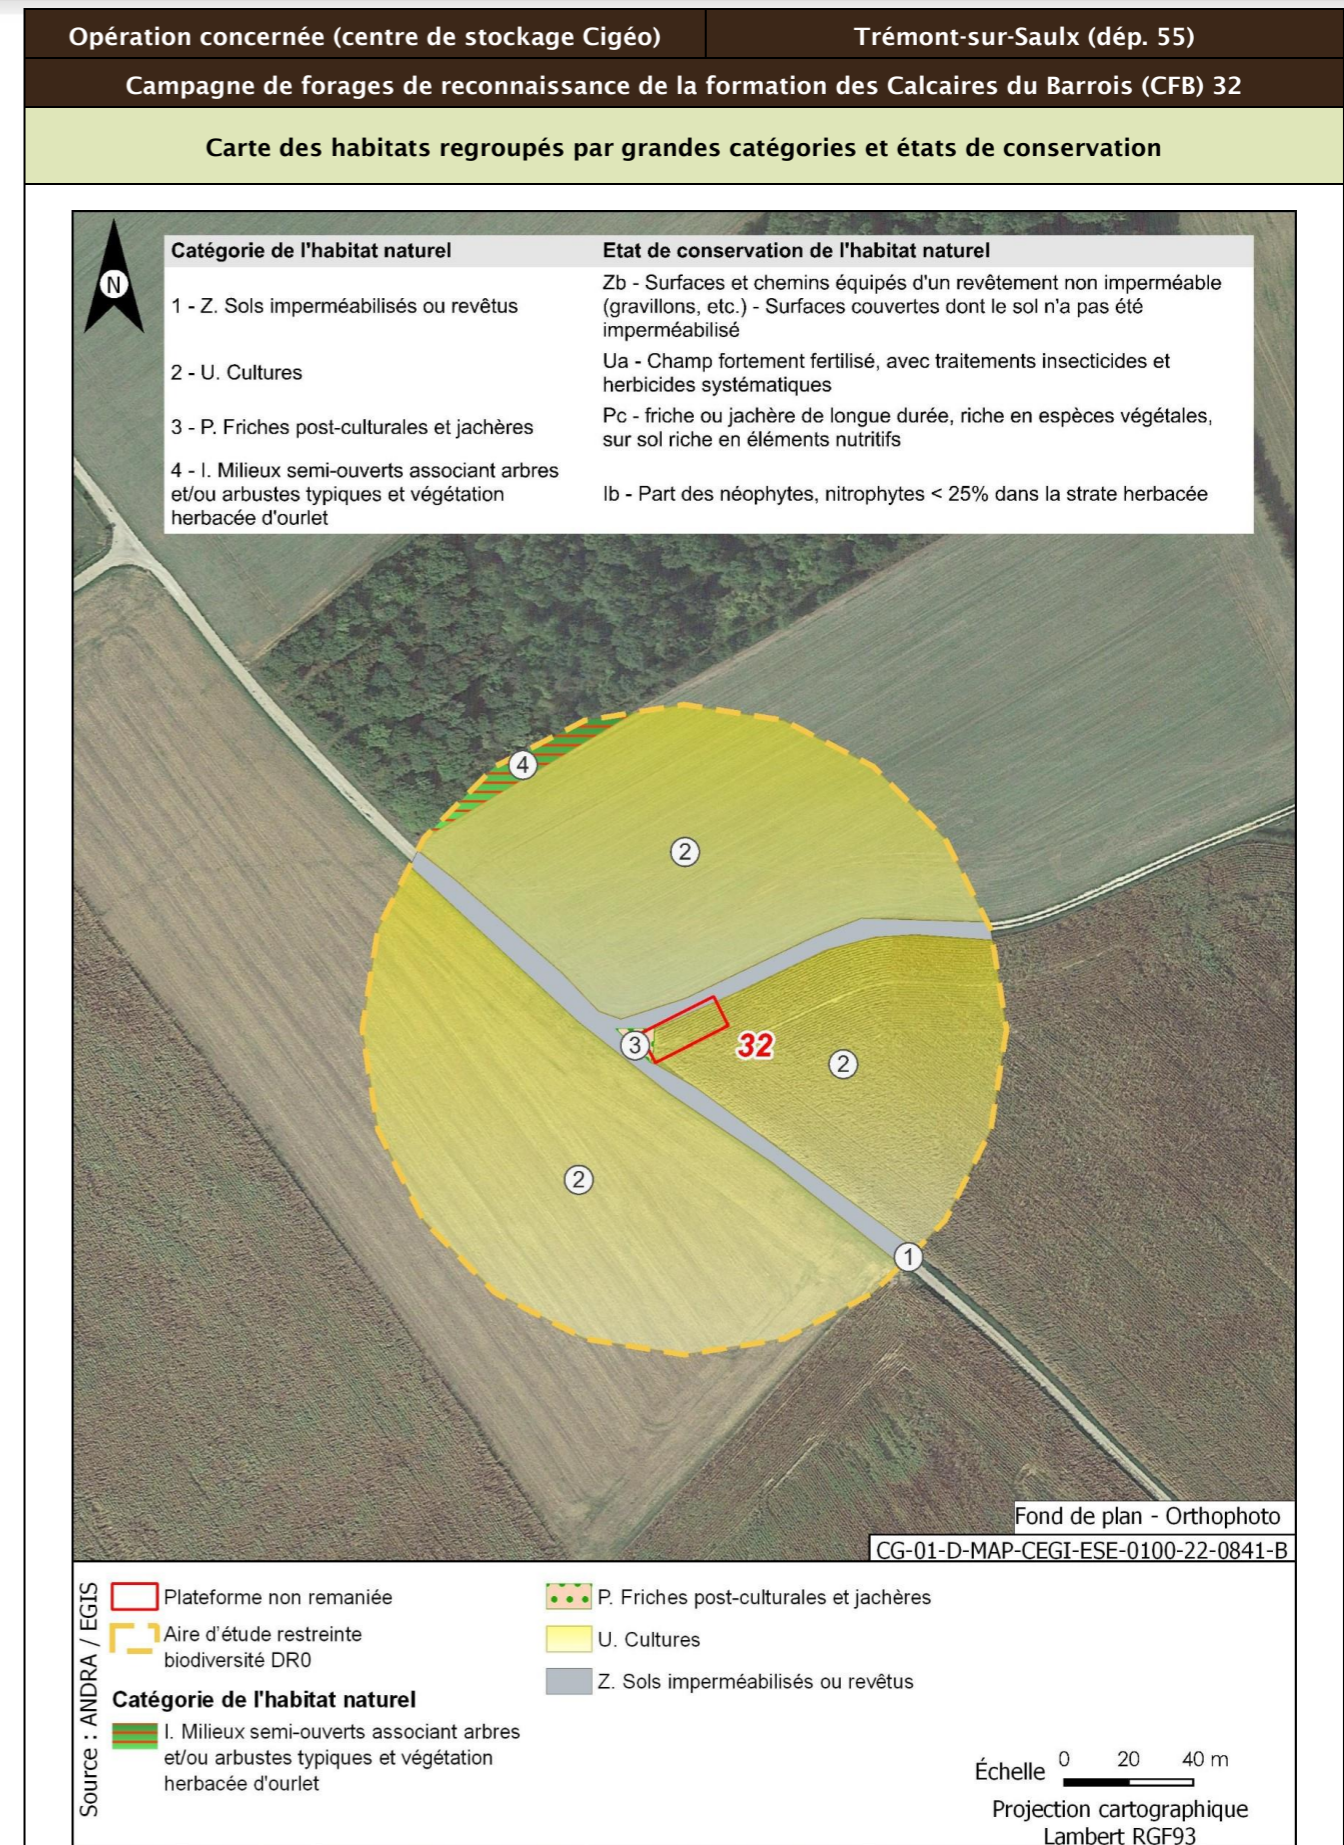 Opération concernée (centre de stockage Cigéo)
Trémont-sur-Saulx (dép. 55)
Campagne de forages de reconnaissance de la formation des Calcaires du Barrois (CFB) 32
Carte des habitats regroupés par grandes catégories et états de conservation
N
Catégorie de l'habitat naturel
Etat de conservation de l'habitat naturel
1 - Z. Sols imperméabilisés ou revêtus
Zb - Surfaces et chemins équipés d'un revêtement non imperméable
(gravillons, etc.) - Surfaces couvertes dont le sol n'a pas été
imperméabilisé
2 - U. Cultures
Ua - Champ fortement fertilisé, avec traitements insecticides et
herbicides systématiques
3 - P. Friches post-culturales et jachères
Pc - friche ou jachère de longue durée, riche en espèces végétales,
sur sol riche en éléments nutritifs
4 - I. Milieux semi-ouverts associant arbres
et/ou arbustes typiques et végétation
herbacée d'ourlet
Ib - Part des néophytes, nitrophytes < 25% dans la strate herbacée
4
2
3
32
2
2
1
Fond de plan - Orthophoto
CG-01-D-MAP-CEGI-ESE-0100-22-0841-B
Source : ANDRA / EGIS
Plateforme non remaniée
Aire d'étude restreinte
biodiversité DR0
Catégorie de l'habitat naturel
I. Milieux semi-ouverts associant arbres
et/ou arbustes typiques et végétation
herbacée d'ourlet
P. Friches post-culturales et jachères
U. Cultures
Z. Sols imperméabilisés ou revêtus
Échelle 0 20 40 m
Projection cartographique
Lambert RGF93